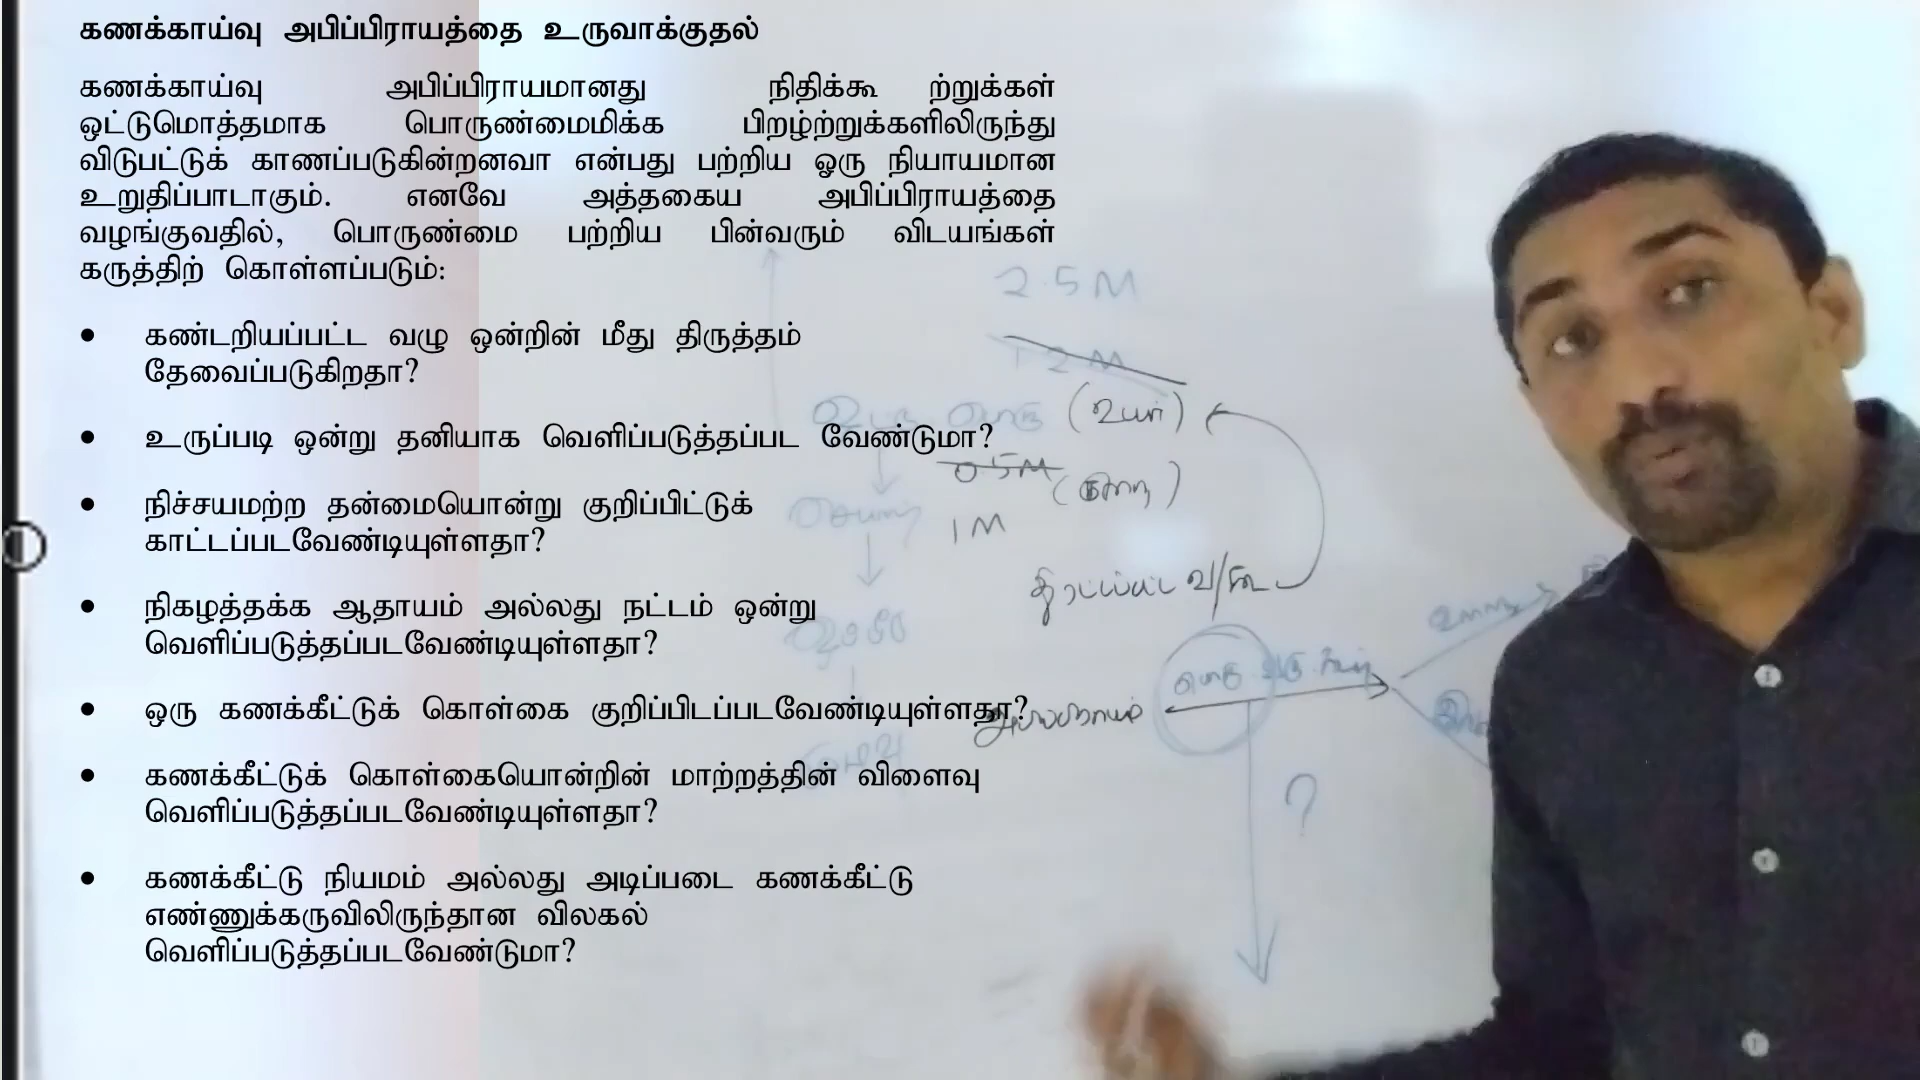 கணக்காய்வு அபிப்பிராயத்தை உருவாக்குதல்
கணக்காய்வு அபிப்பிராயமானது நிதிக்கூ ற்றுக்கள்
ஒட்டுமொத்தமாக பொருண்மைமிக்க பிறழ்ற்றுக்களிலிருந்து
விடுபட்டுக் காணப்படுகின்றனவா என்பது பற்றிய ஓரு நியாயமான
உறுதிப்பாடாகும். எனவே அத்தகைய அபிப்பிராயத்தை
வழங்குவதில், பொருண்மை பற்றிய பின்வரும் விடயங்கள்
கருத்திற் கொள்ளப்படும்:
• கண்டறியப்பட்ட வழு ஒன்றின் மீது திருத்தம்
தேவைப்படுகிறதா?
• உருப்படி ஒன்று தனியாக வெளிப்படுத்தப்பட வேண்டுமா?
• நிச்சயமற்ற தன்மையொன்று குறிப்பிட்டுக்
காட்டப்படவேண்டியுள்ளதா?
• நிகழத்தக்க ஆதாயம் அல்லது நட்டம் ஒன்று
வெளிப்படுத்தப்படவேண்டியுள்ளதா?
• ஒரு கணக்கீட்டுக் கொள்கை குறிப்பிடப்படவேண்டியுள்ளதா?
• கணக்கீட்டுக் கொள்கையொன்றின் மாற்றத்தின் விளைவு
வெளிப்படுத்தப்படவேண்டியுள்ளதா?
• கணக்கீட்டு நியமம் அல்லது அடிப்படை கணக்கீட்டு
எண்ணுக்கருவிலிருந்தான விலகல்
வெளிப்படுத்தப்படவேண்டுமா?
2.5M
1.2M
(உயர்)
0.5M
1M
அபிப்பிராயம்
?